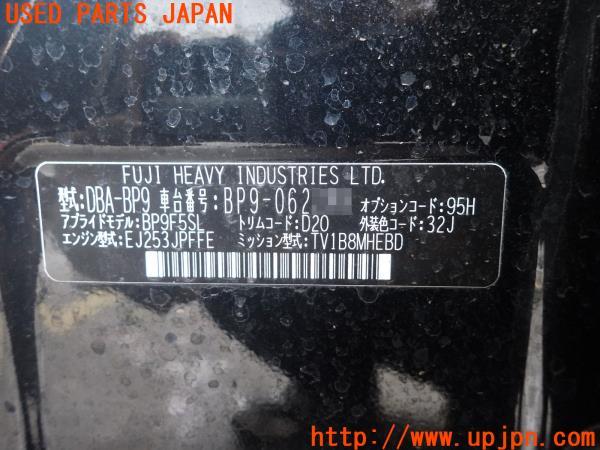 USED PARTS JAPAN
FUJI HEAVY INDUSTRIES LTD.
型式:DBA-BP9 車台番号:BP9-062 オプションコード:95H
アプライドモデル:BP9F5SL トリムコード:D20 外装色コード:32J
エンジン型式:EJ253JPFFE ミッション型式:TV1B8MHEBD
http://www.upjpn.com/